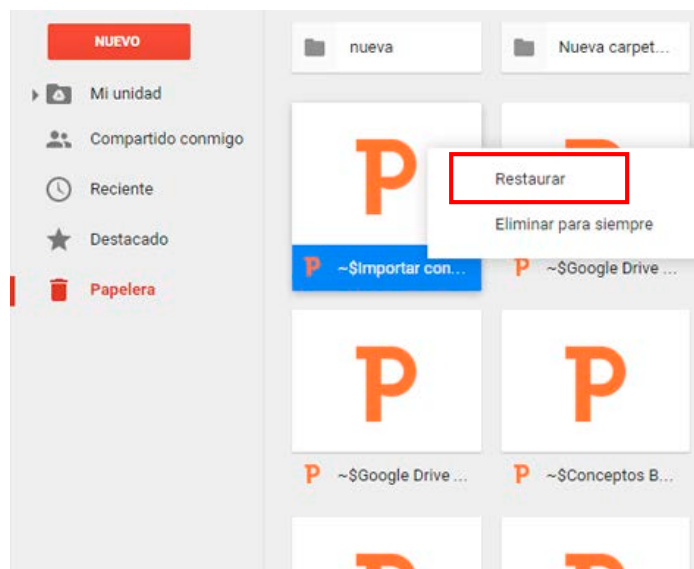 NUEVO
Mi unidad
Compartido conmigo
Reciente
Destacado
Papelera
nueva
Nueva carpet...
Restaurar
Eliminar para siempre
~$Importar con...
~$Google Drive ...
~$Google Drive ...
~$Conceptos B...